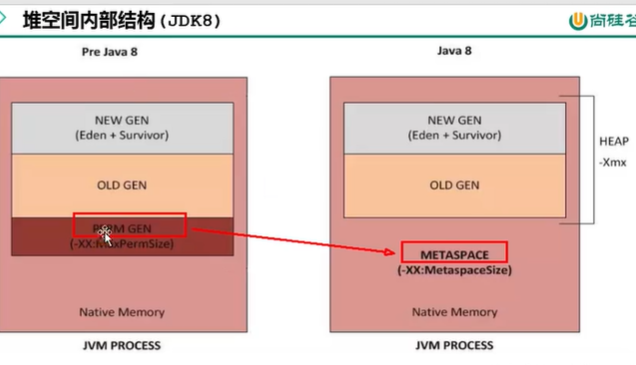 堆空间内部结构(JDK8)
尚硅谷
Pre Java 8
Java 8
NEW GEN
(Eden + Survivor)
OLD GEN
PERM GEN
(-XX:MaxPermSize)
Native Memory
JVM PROCESS
NEW GEN
(Eden + Survivor)
OLD GEN
HEAP
-Xmx
METASPACE
(-XX:MetaspaceSize)
Native Memory
JVM PROCESS